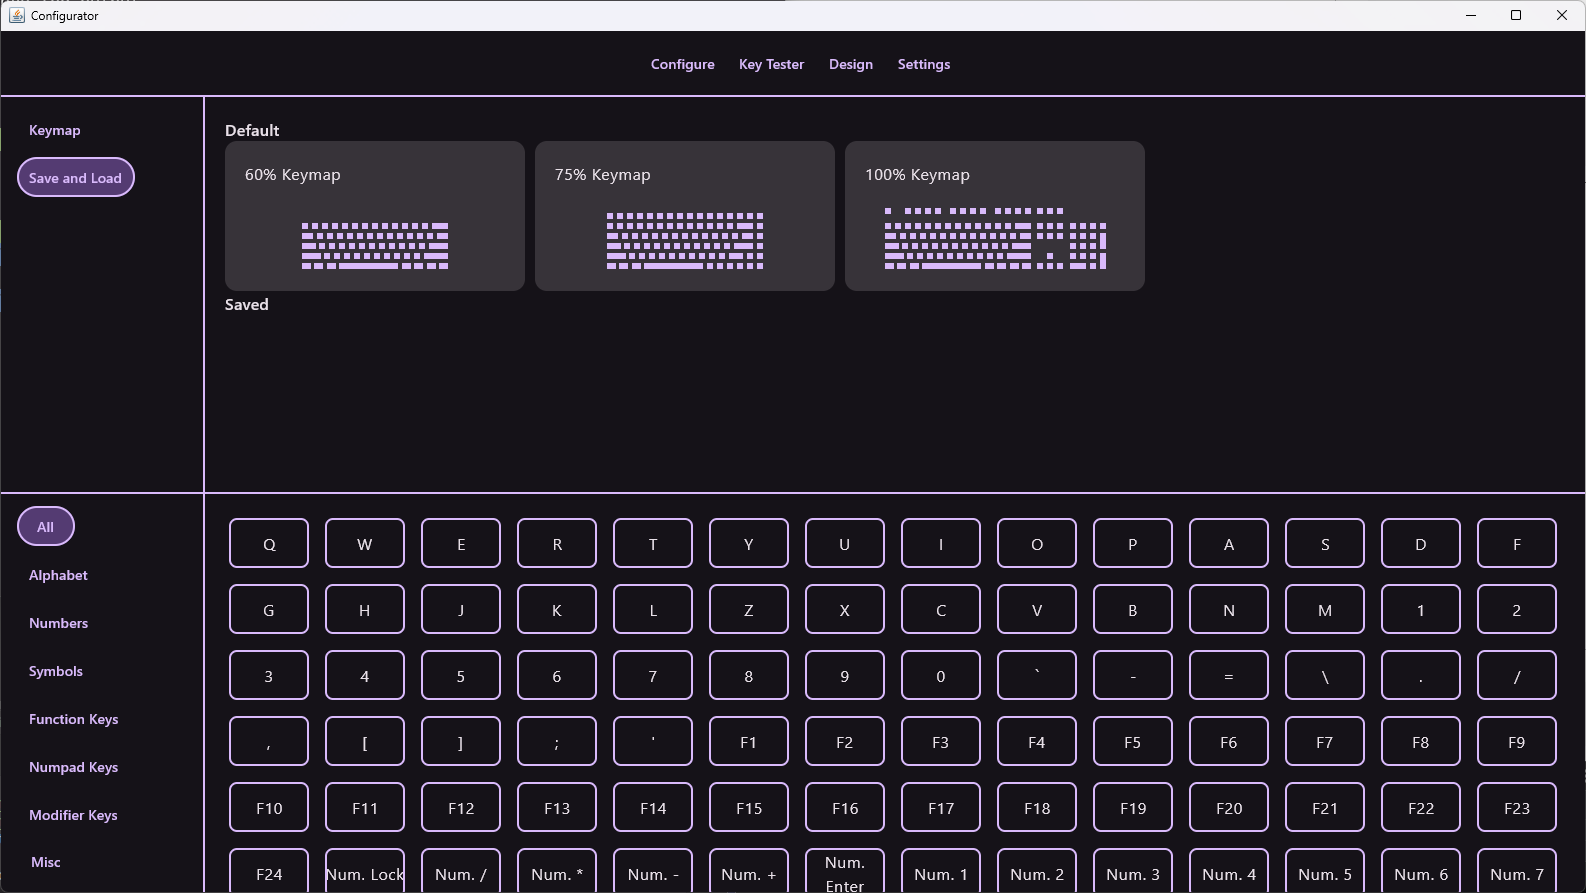 Configurator
Configure Key Tester Design Settings
Keymap
Save and Load
Default
60% Keymap 75% Keymap 100% Keymap
Saved
All
Alphabet
Numbers
Symbols
Function Keys
Numpad Keys
Modifier Keys
Misc
Q W E R T Y U I O P A S D F
G H J K L Z X C V B N M 1 2
3 4 5 6 7 8 9 0 ` - = \ . /
, [ ] ; ' F1 F2 F3 F4 F5 F6 F7 F8 F9
F10 F11 F12 F13 F14 F15 F16 F17 F18 F19 F20 F21 F22 F23
F24 Num. Lock Num. / Num. * Num. - Num. + Num. Enter Num. 1 Num. 2 Num. 3 Num. 4 Num. 5 Num. 6 Num. 7